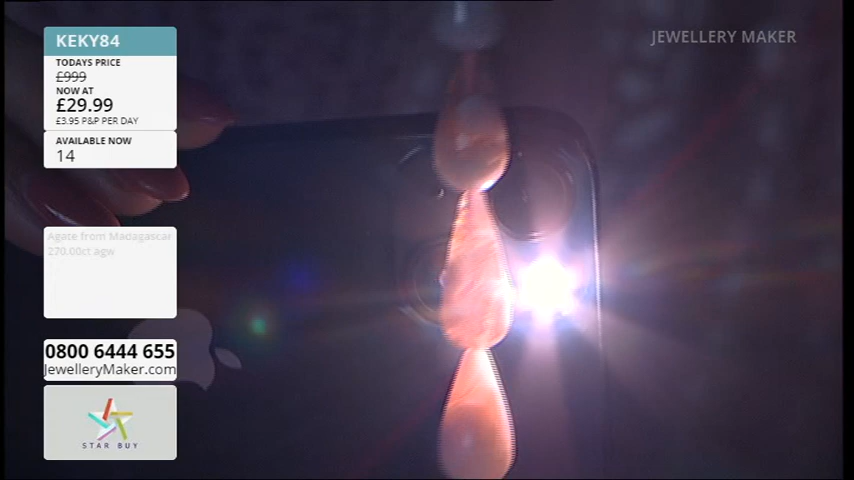 KEKY84
TODAYS PRICE
£999
NOW AT
£29.99
£3.95 P&P PER DAY
AVAILABLE NOW
14
Agate from Madagascar
270.00ct agw
0800 6444 655
JewelleryMaker.com
STAR BUY
JEWELLERY MAKER